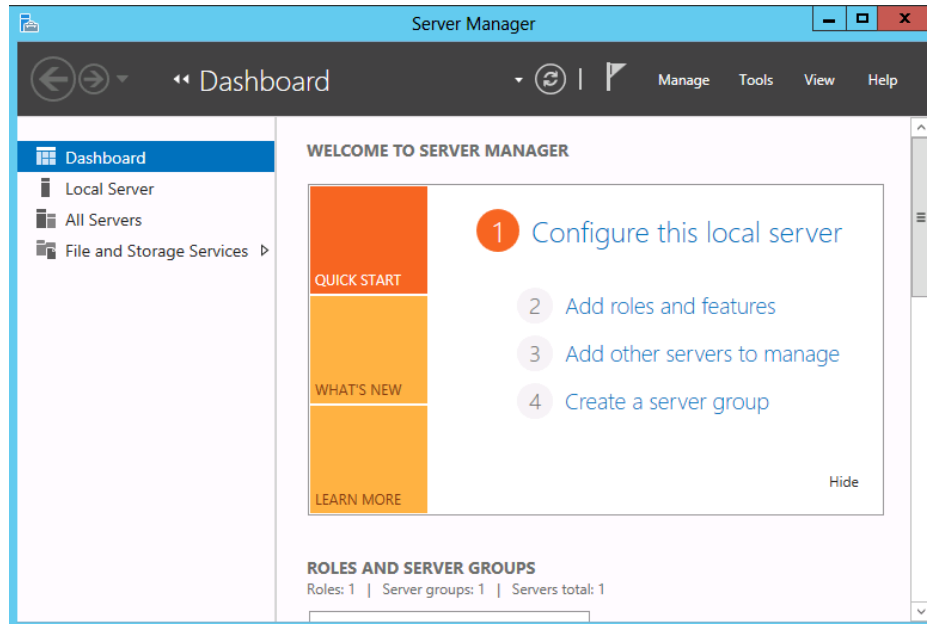 Server Manager
Dashboard
Manage Tools View Help
Dashboard
Local Server
All Servers
File and Storage Services
WELCOME TO SERVER MANAGER
QUICK START
WHAT'S NEW
LEARN MORE
1 Configure this local server
2 Add roles and features
3 Add other servers to manage
4 Create a server group
Hide
ROLES AND SERVER GROUPS
Roles: 1 | Server groups: 1 | Servers total: 1